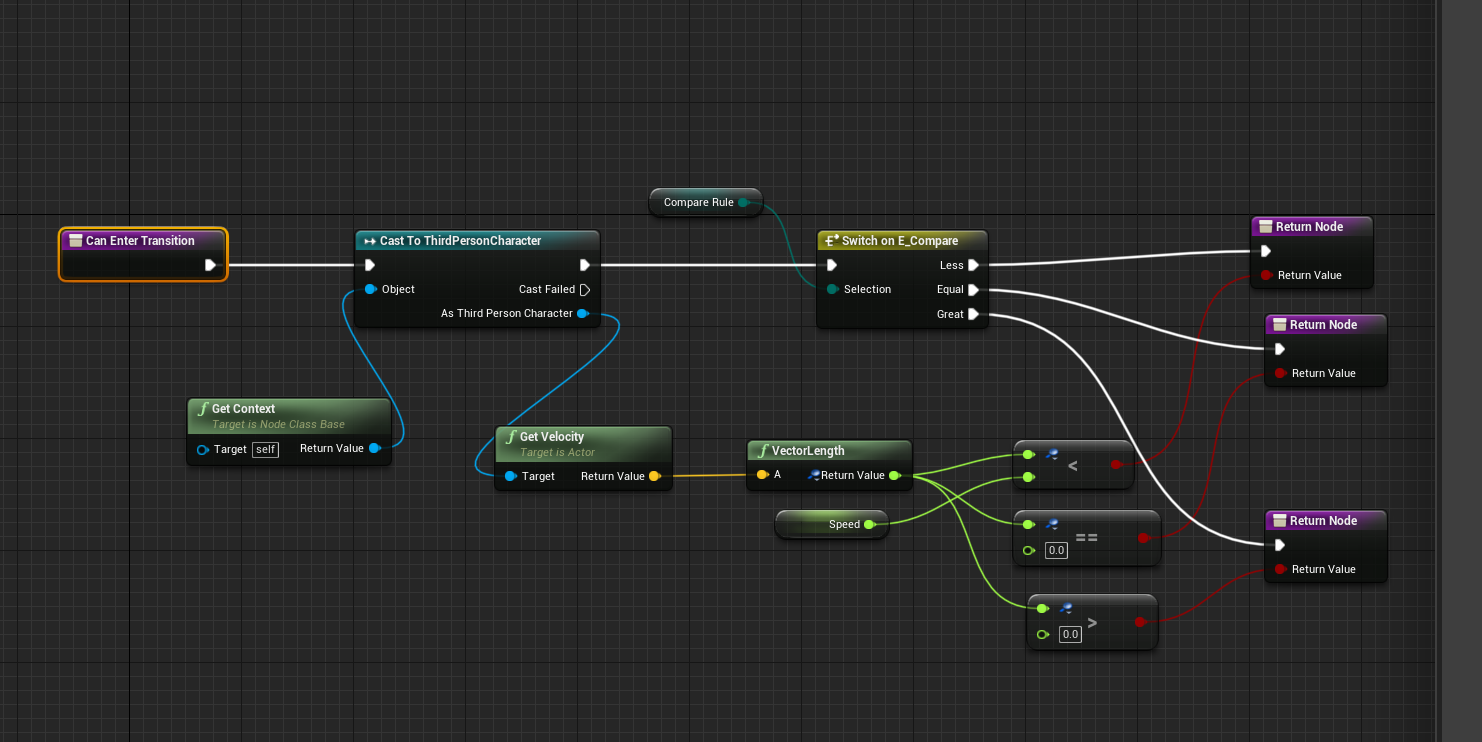 Compare Rule
Can Enter Transition
Cast To ThirdPersonCharacter
Object
Cast Failed
As Third Person Character
Switch on E_Compare
Less
Selection
Equal
Great
Return Node
Return Value
Return Node
Return Value
Get Context
Target is Node Class Base
Target self
Return Value
Get Velocity
Target is Actor
Target
Return Value
VectorLength
A
Return Value
Speed
<
==
0.0
>
0.0
Return Node
Return Value